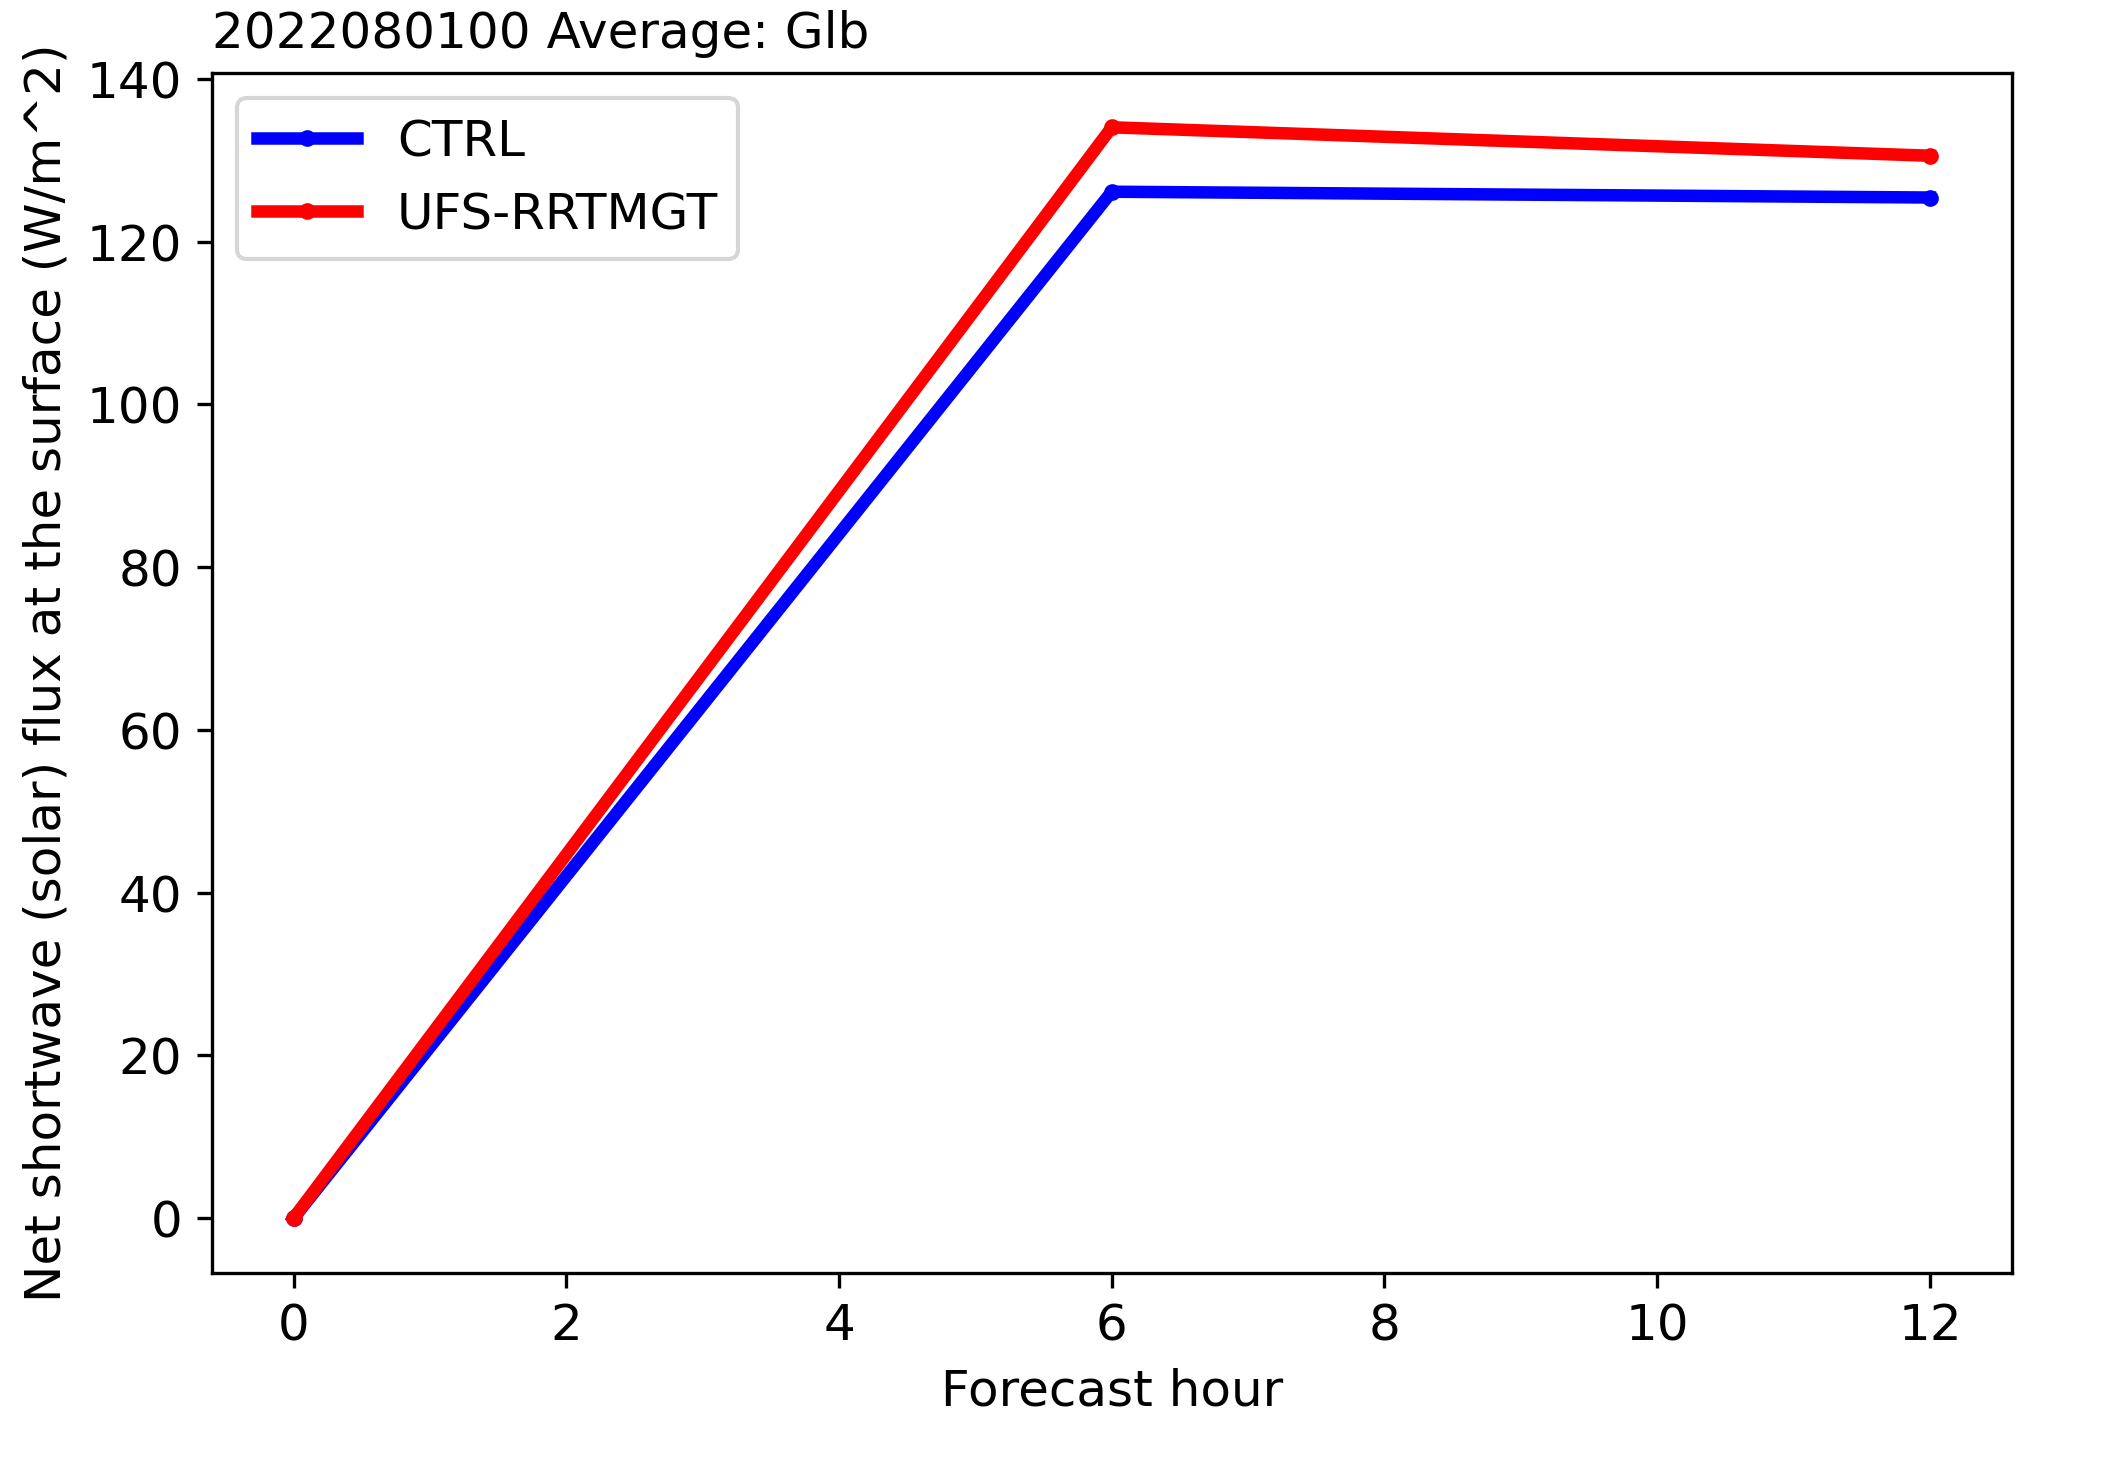 2022080100 Average: Glb
Net shortwave (solar) flux at the surface (W/m^2)
140
120
100
80
60
40
20
0
CTRL
UFS-RRTMGT
0 2 4 6 8 10 12
Forecast hour